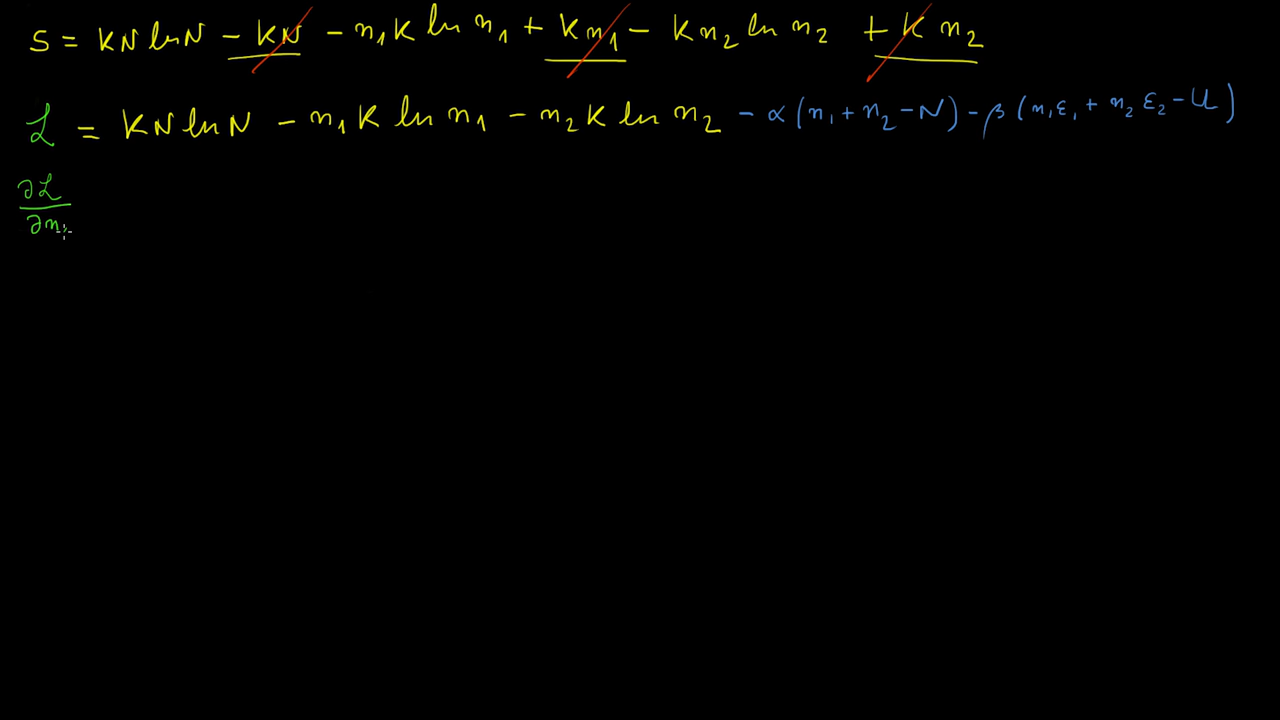 S = KN ln N - KN - n₁K ln n₁ + Kn₁ - Kn₂ ln n₂ + Kn₂
ℒ = KN ln N - n₁K ln n₁ - n₂K ln n₂ - α(n₁ + n₂ - N) - β(n₁ε₁ + n₂ε₂ - U)
∂ℒ
∂n₁